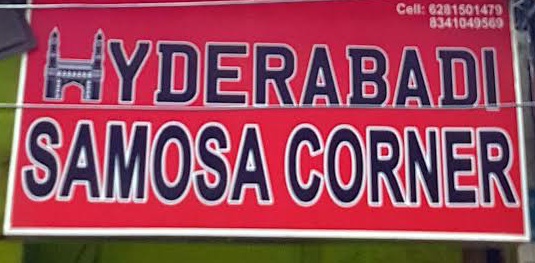 Cell: 6281501479
8341049569
HYDERABADI
SAMOSA CORNER